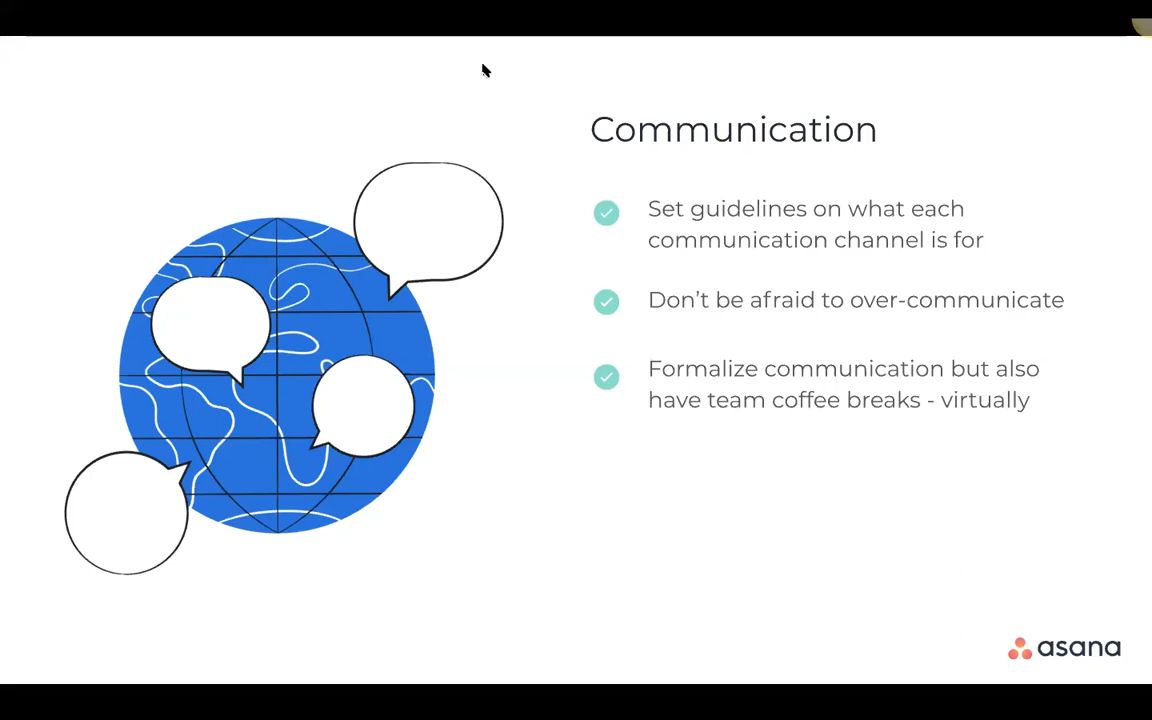 Communication
Set guidelines on what each
communication channel is for
Don’t be afraid to over-communicate
Formalize communication but also
have team coffee breaks - virtually
asana